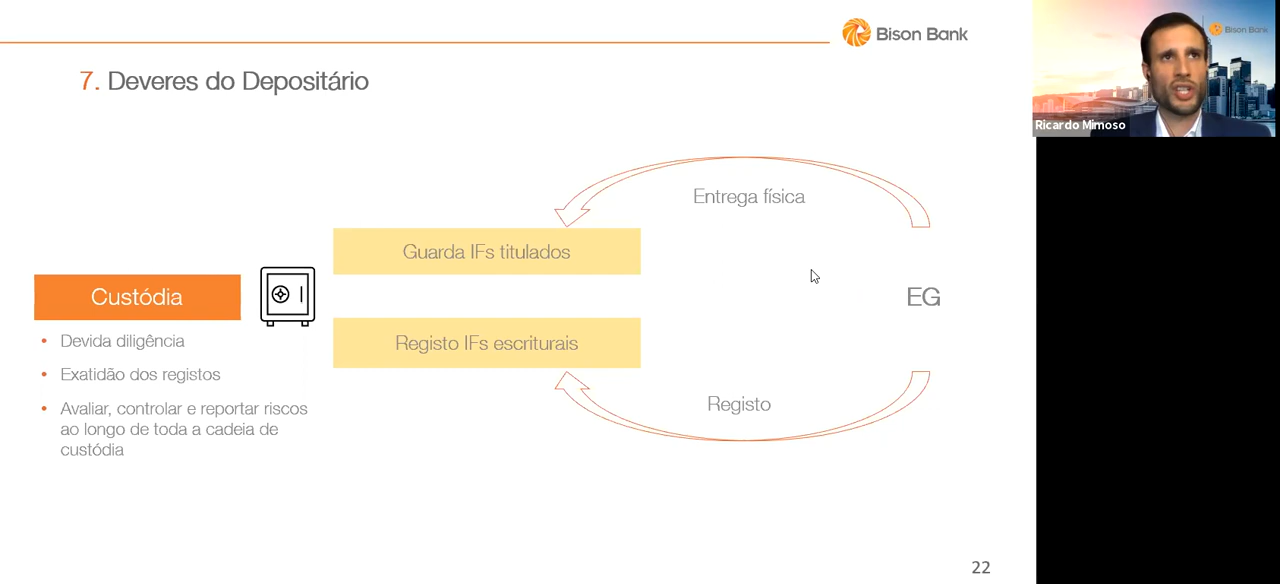 Bison Bank
Bison Bank
Ricardo Mimoso
7. Deveres do Depositário
Entrega física
Guarda IFs titulados
Custódia
EG
Registo IFs escriturais
• Devida diligência
• Exatidão dos registos
• Avaliar, controlar e reportar riscos
ao longo de toda a cadeia de
custódia
Registo
22